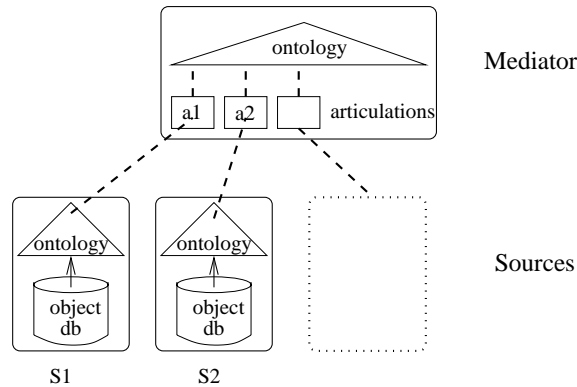 ontology
Mediator
a1 a2 articulations
ontology ontology
Sources
object object
db db
S1 S2